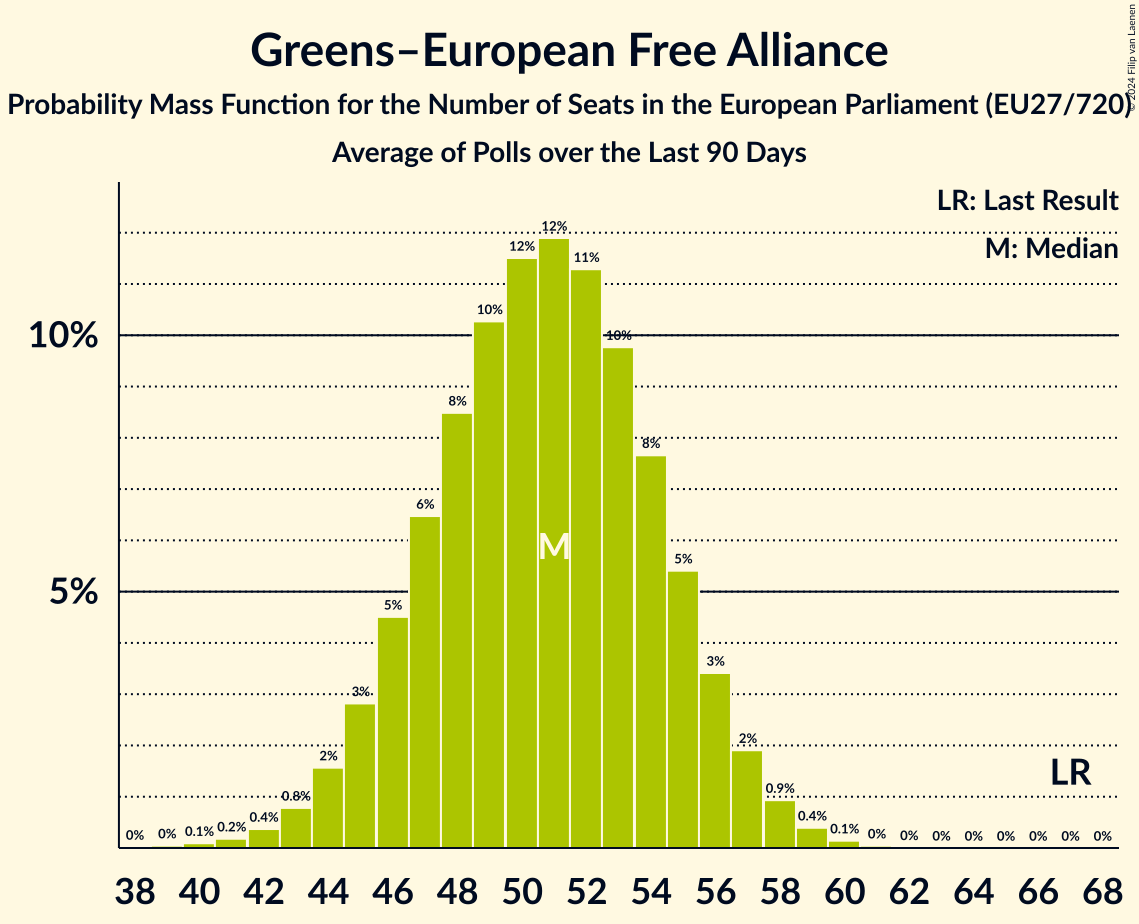 Greens–European Free Alliance
Probability Mass Function for the Number of Seats in the European Parliament (EU27/720)
Average of Polls over the Last 90 Days
© 2024 Filip van Laenen
LR: Last Result
M: Median
10%
5%
0% 0% 0.1% 0.2% 0.4% 0.8% 2% 3% 5% 6% 8% 10% 12% 12% 11% 10% 8% 5% 3% 2% 0.9% 0.4% 0.1% 0% 0% 0% 0% 0% 0% 0% 0%
M
LR
38 40 42 44 46 48 50 52 54 56 58 60 62 64 66 68